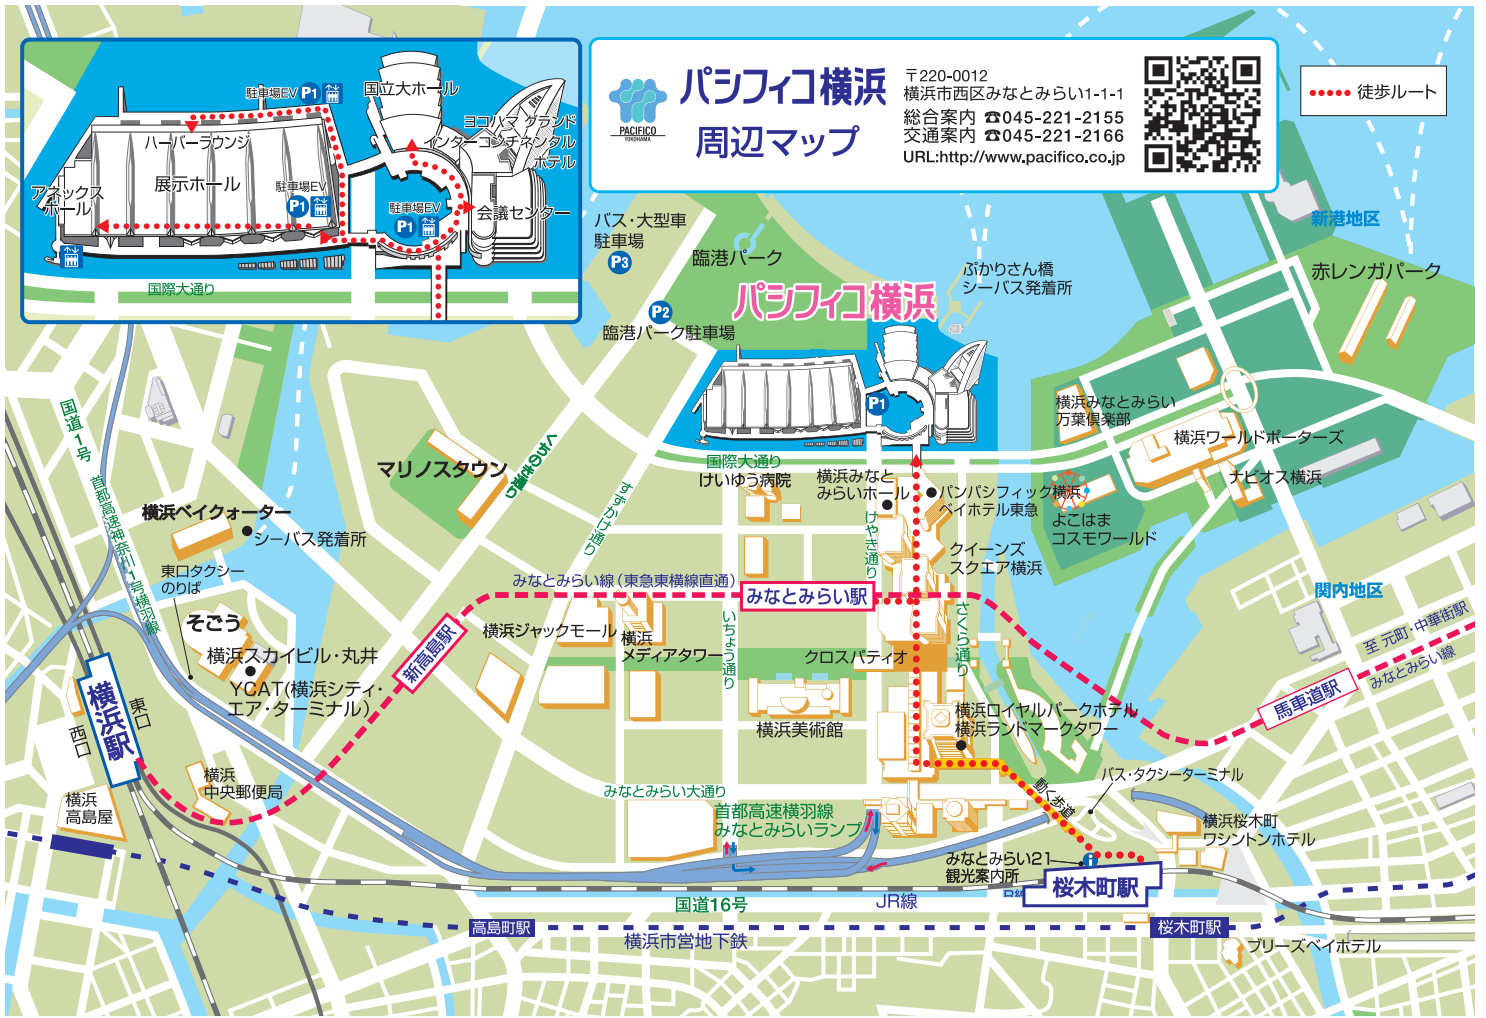 駐車場EV P1
国立大ホール
ヨコハマ グランド
インターコンチネンタル
ホテル
ハーバーラウンジ
展示ホール
駐車場EV
P1
アネックス
ホール
駐車場EV
P1
会議センター
国際大通り
PACIFICO
YOKOHAMA
パシフィコ横浜
周辺マップ
〒220-0012
横浜市西区みなとみらい1-1-1
総合案内 ☎045-221-2155
交通案内 ☎045-221-2166
URL:http://www.pacifico.co.jp
徒歩ルート
バス・大型車
駐車場
P3
臨港パーク
P2
臨港パーク駐車場
パシフィコ横浜
ぷかりさん橋
シーバス発着所
新港地区
赤レンガパーク
P1
国道1号
首都高速神奈川1号横羽線
マリノスタウン
くちのき通り
すずかけ通り
国際大通り
けいゆう病院
横浜みなと
みらいホール
けやき通り
パンパシフィック横浜
ベイホテル東急
クイーンズ
スクエア横浜
横浜みなとみらい
万葉倶楽部
横浜ワールドポーターズ
ナビオス横浜
よこはま
コスモワールド
関内地区
横浜ベイクォーター
シーバス発着所
東口タクシー
のりば
そごう
横浜スカイビル・丸井
YCAT(横浜シティ・
エア・ターミナル)
横浜駅
東口
西口
横浜
高島屋
横浜
中央郵便局
新高島駅
みなとみらい線(東急東横線直通)
みなとみらい駅
横浜ジャックモール
横浜
メディアタワー
いちょう通り
クロスパティオ
さくら通り
横浜美術館
横浜ロイヤルパークホテル
横浜ランドマークタワー
至 元町・中華街駅
みなとみらい線
馬車道駅
みなとみらい大通り
首都高速横羽線
みなとみらいランプ
動く歩道
バス・タクシーターミナル
横浜桜木町
ワシントンホテル
みなとみらい21
観光案内所
桜木町駅
JR線
国道16号
高島町駅
横浜市営地下鉄
桜木町駅
ブリーズベイホテル